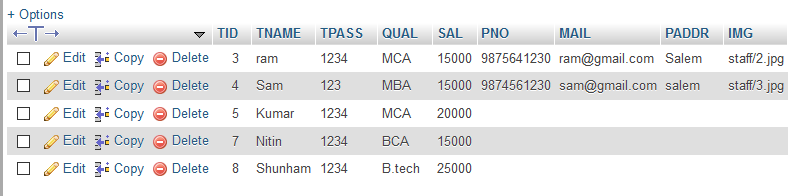 + Options
←T→ TID TNAME TPASS QUAL SAL PNO MAIL PADDR IMG
Edit Copy Delete 3 ram 1234 MCA 15000 9875641230 ram@gmail.com Salem staff/2.jpg
Edit Copy Delete 4 Sam 123 MBA 15000 9874561230 sam@gmail.com salem staff/3.jpg
Edit Copy Delete 5 Kumar 1234 MCA 20000
Edit Copy Delete 7 Nitin 1234 BCA 15000
Edit Copy Delete 8 Shunham 1234 B.tech 25000